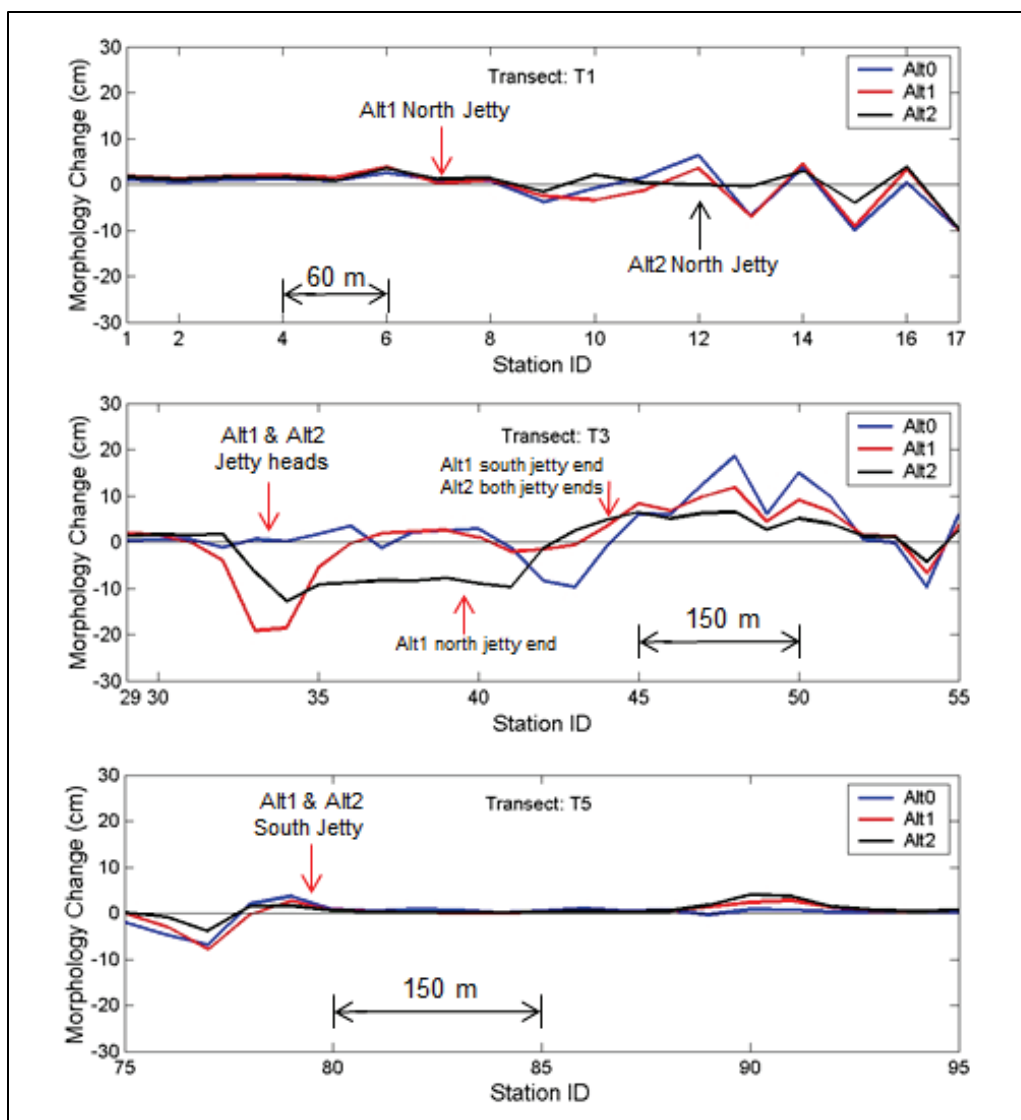 30
20
10
0
-10
-20
-30
Morphology Change (cm)
Transect: T1
Alt0
Alt1
Alt2
Alt1 North Jetty
Alt2 North Jetty
60 m
1 2 4 6 8 10 12 14 16 17
Station ID
30
20
10
0
-10
-20
-30
Morphology Change (cm)
Transect: T3
Alt0
Alt1
Alt2
Alt1 & Alt2
Jetty heads
Alt1 south jetty end
Alt2 both jetty ends
Alt1 north jetty end
150 m
29 30 35 40 45 50 55
Station ID
30
20
10
0
-10
-20
-30
Morphology Change (cm)
Transect: T5
Alt0
Alt1
Alt2
Alt1 & Alt2
South Jetty
150 m
75 80 85 90 95
Station ID